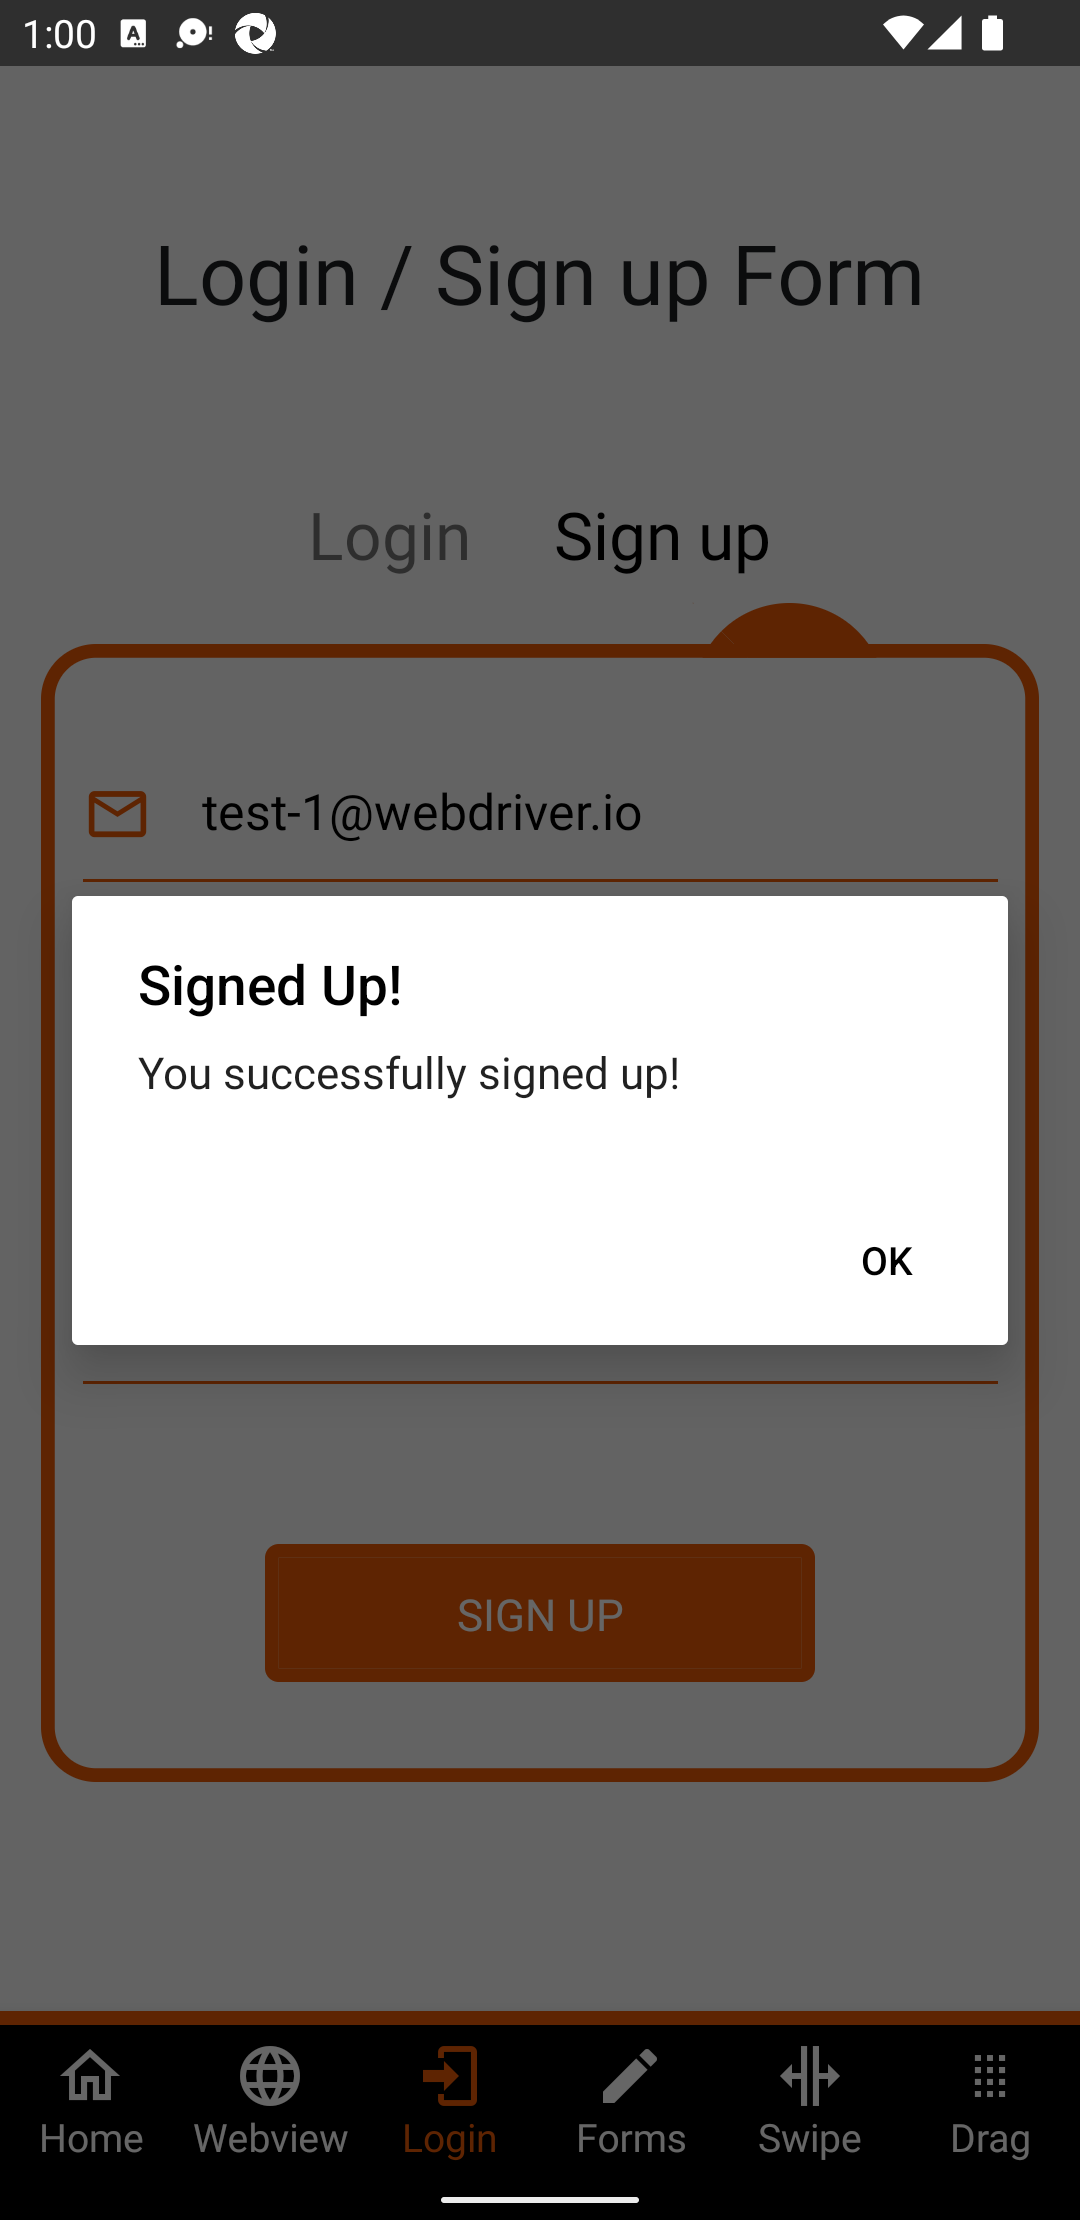 1:00
Login / Sign up Form
Login Sign up
test-1@webdriver.io
Signed Up!
You successfully signed up!
OK
SIGN UP
Home Webview Login Forms Swipe Drag